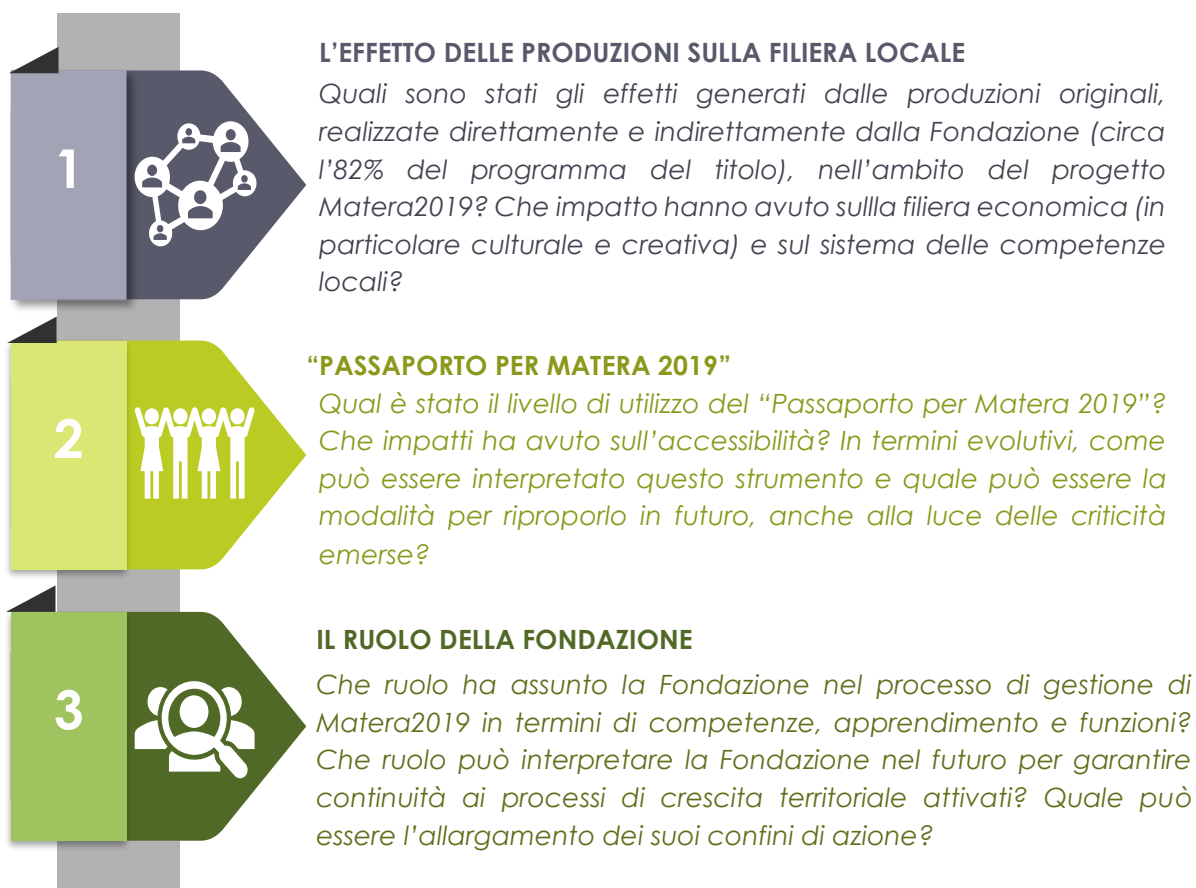 1
L’EFFETTO DELLE PRODUZIONI SULLA FILIERA LOCALE
Quali sono stati gli effetti generati dalle produzioni originali,
realizzate direttamente e indirettamente dalla Fondazione (circa
l’82% del programma del titolo), nell’ambito del progetto
Matera2019? Che impatto hanno avuto sullla filiera economica (in
particolare culturale e creativa) e sul sistema delle competenze
locali?
2
“PASSAPORTO PER MATERA 2019”
Qual è stato il livello di utilizzo del “Passaporto per Matera 2019”?
Che impatti ha avuto sull’accessibilità? In termini evolutivi, come
può essere interpretato questo strumento e quale può essere la
modalità per riproporlo in futuro, anche alla luce delle criticità
emerse?
3
IL RUOLO DELLA FONDAZIONE
Che ruolo ha assunto la Fondazione nel processo di gestione di
Matera2019 in termini di competenze, apprendimento e funzioni?
Che ruolo può interpretare la Fondazione nel futuro per garantire
continuità ai processi di crescita territoriale attivati? Quale può
essere l’allargamento dei suoi confini di azione?